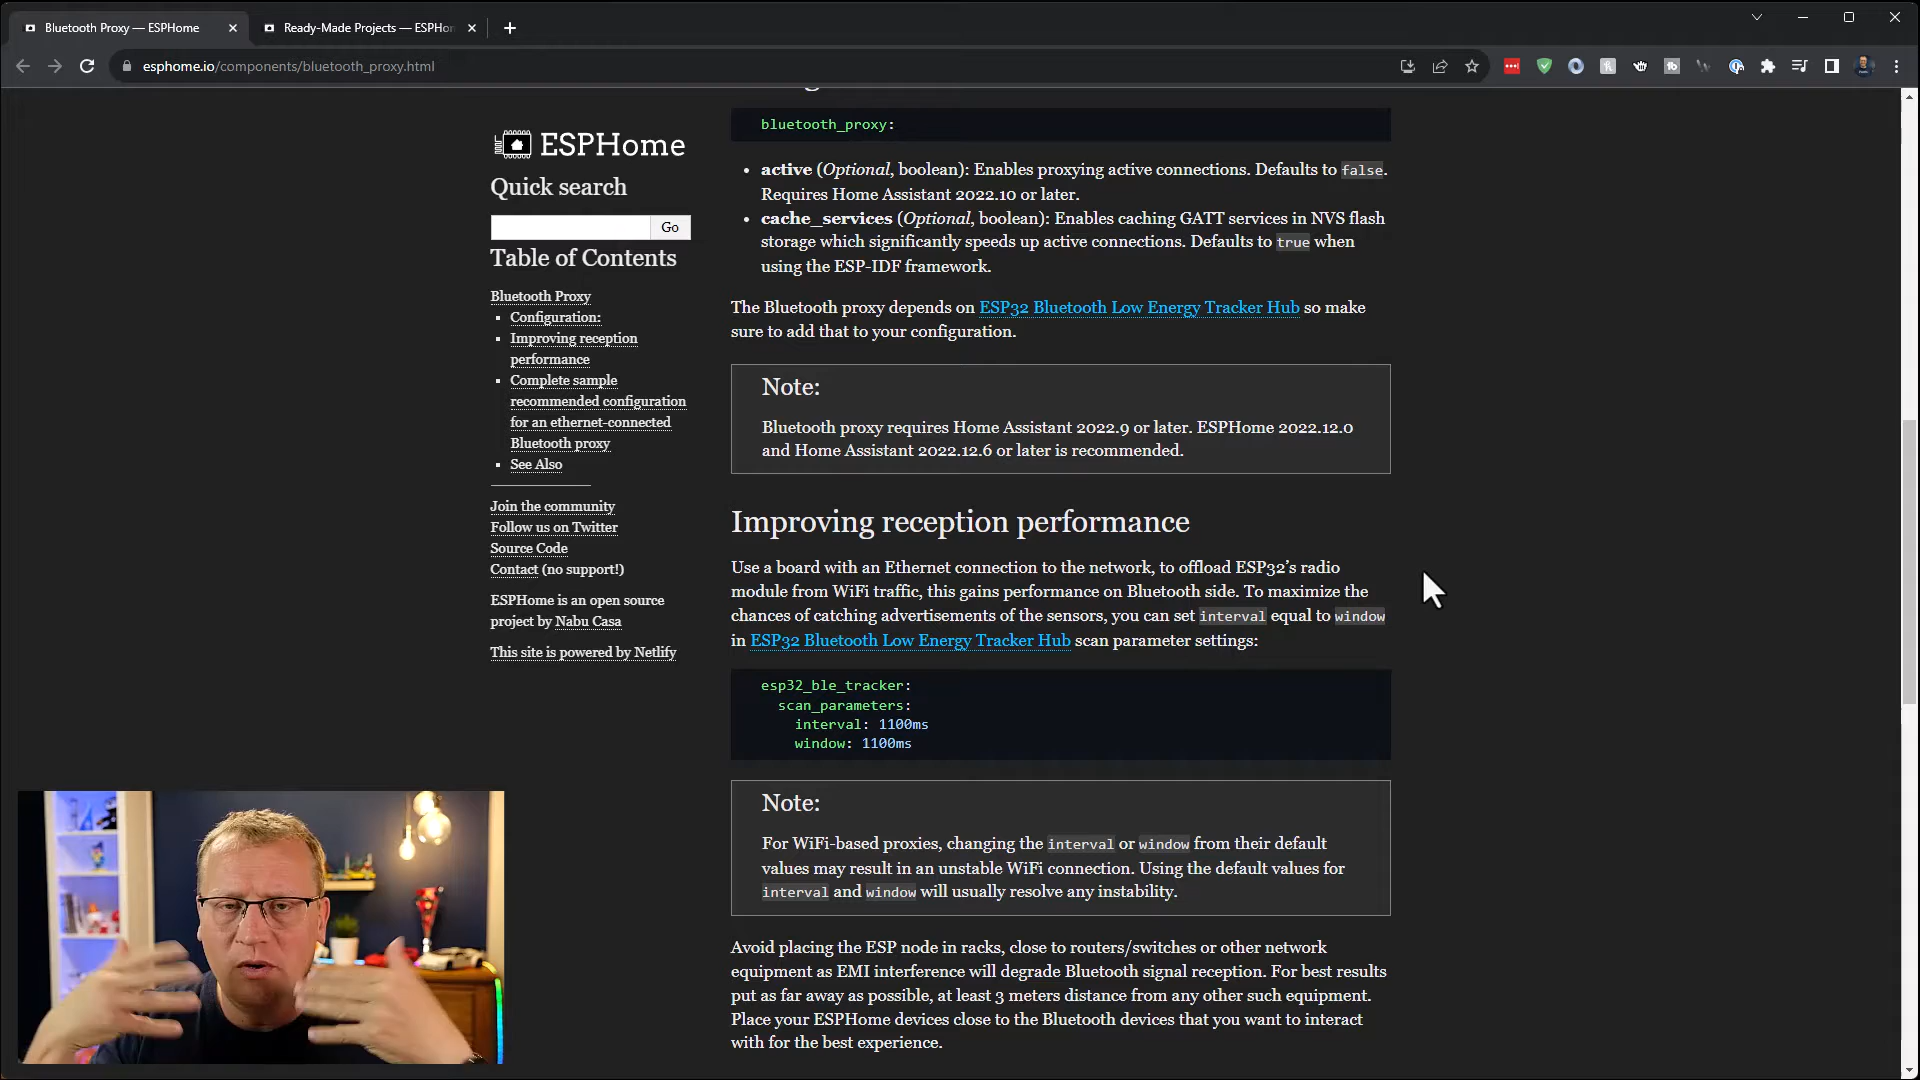 Bluetooth Proxy — ESPHome
Ready-Made Projects — ESPHo
esphome.io/components/bluetooth_proxy.html
ESPHome
Quick search
Go
Table of Contents
Bluetooth Proxy
Configuration:
Improving reception
performance
Complete sample
recommended configuration
for an ethernet-connected
Bluetooth proxy
See Also
Join the community
Follow us on Twitter
Source Code
Contact (no support!)
ESPHome is an open source
project by Nabu Casa
This site is powered by Netlify
bluetooth_proxy:
active (Optional, boolean): Enables proxying active connections. Defaults to false.
Requires Home Assistant 2022.10 or later.
cache_services (Optional, boolean): Enables caching GATT services in NVS flash
storage which significantly speeds up active connections. Defaults to true when
using the ESP-IDF framework.
The Bluetooth proxy depends on ESP32 Bluetooth Low Energy Tracker Hub so make
sure to add that to your configuration.
Note:
Bluetooth proxy requires Home Assistant 2022.9 or later. ESPHome 2022.12.0
and Home Assistant 2022.12.6 or later is recommended.
Improving reception performance
Use a board with an Ethernet connection to the network, to offload ESP32’s radio
module from WiFi traffic, this gains performance on Bluetooth side. To maximize the
chances of catching advertisements of the sensors, you can set interval equal to window
in ESP32 Bluetooth Low Energy Tracker Hub scan parameter settings:
esp32_ble_tracker:
scan_parameters:
interval: 1100ms
window: 1100ms
Note:
For WiFi-based proxies, changing the interval or window from their default
values may result in an unstable WiFi connection. Using the default values for
interval and window will usually resolve any instability.
Avoid placing the ESP node in racks, close to routers/switches or other network
equipment as EMI interference will degrade Bluetooth signal reception. For best results
put as far away as possible, at least 3 meters distance from any other such equipment.
Place your ESPHome devices close to the Bluetooth devices that you want to interact
with for the best experience.